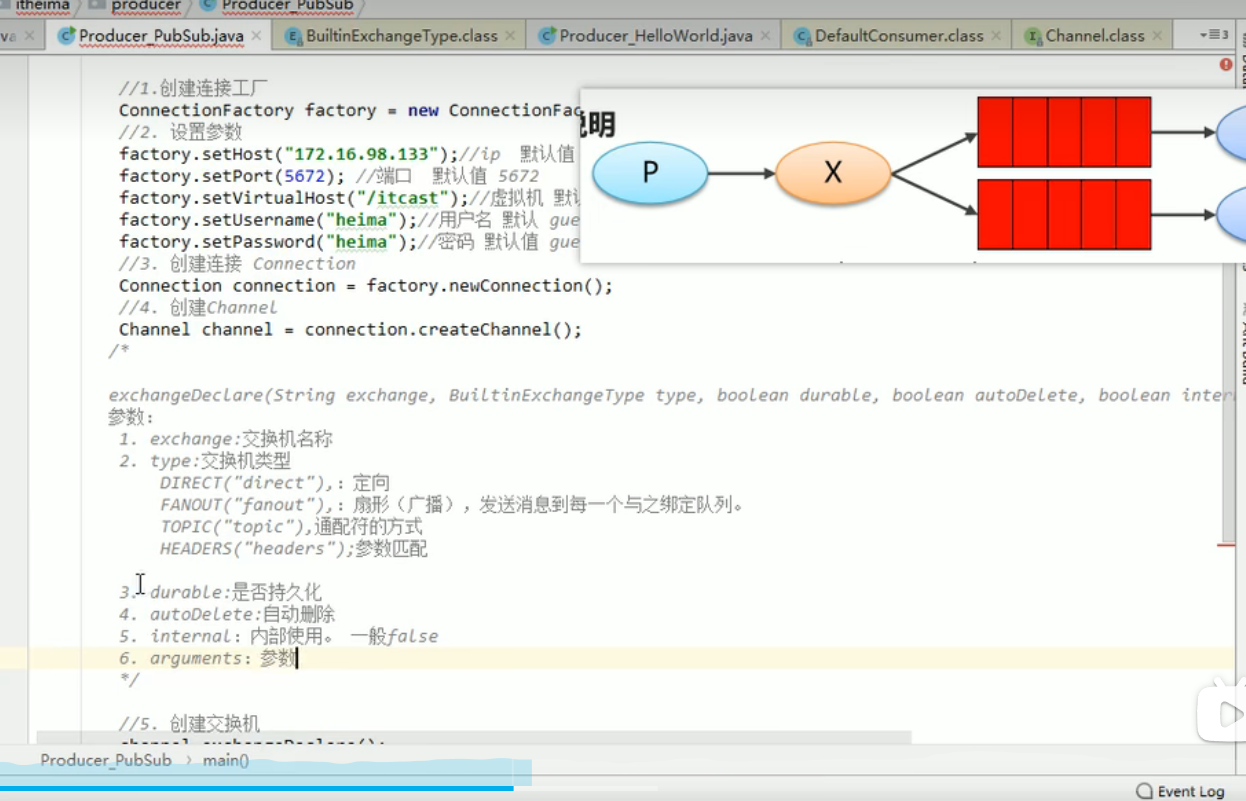 itheima producer Producer_PubSub
Producer_PubSub.java BuiltinExchangeType.class Producer_HelloWorld.java DefaultConsumer.class Channel.class
//1.创建连接工厂
ConnectionFactory factory = new ConnectionFac
//2. 设置参数
factory.setHost("172.16.98.133");//ip 默认值
factory.setPort(5672); //端口 默认值 5672
factory.setVirtualHost("/itcast");//虚拟机 默认
factory.setUsername("heima");//用户名 默认 gue
factory.setPassword("heima");//密码 默认值 gue
说明
P
X
//3. 创建连接 Connection
Connection connection = factory.newConnection();
//4. 创建Channel
Channel channel = connection.createChannel();
/*
exchangeDeclare(String exchange, BuiltinExchangeType type, boolean durable, boolean autoDelete, boolean inter
参数:
1. exchange:交换机名称
2. type:交换机类型
DIRECT("direct"),: 定向
FANOUT("fanout"),: 扇形（广播），发送消息到每一个与之绑定队列。
TOPIC("topic"),通配符的方式
HEADERS("headers");参数匹配
3. durable:是否持久化
4. autoDelete:自动删除
5. internal: 内部使用。 一般false
6. arguments: 参数
*/
//5. 创建交换机
channel.exchangeDeclare();
Producer_PubSub › main()
Event Log